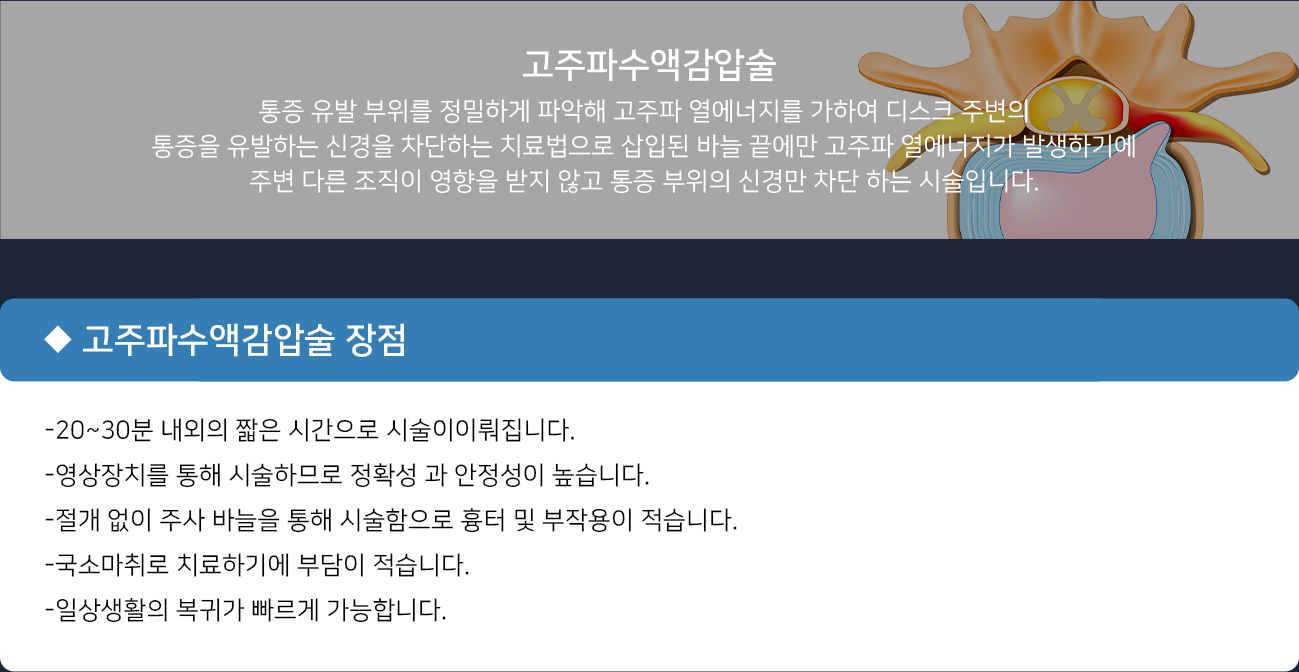 고주파수액감압술
통증 유발 부위를 정밀하게 파악해 고주파 열에너지를 가하여 디스크 주변의
통증을 유발하는 신경을 차단하는 치료법으로 삽입된 바늘 끝에만 고주파 열에너지가 발생하기에
주변 다른 조직이 영향을 받지 않고 통증 부위의 신경만 차단 하는 시술입니다.
◆ 고주파수액감압술 장점
-20~30분 내외의 짧은 시간으로 시술이이뤄집니다.
-영상장치를 통해 시술하므로 정확성 과 안정성이 높습니다.
-절개 없이 주사 바늘을 통해 시술함으로 흉터 및 부작용이 적습니다.
-국소마취로 치료하기에 부담이 적습니다.
-일상생활의 복귀가 빠르게 가능합니다.